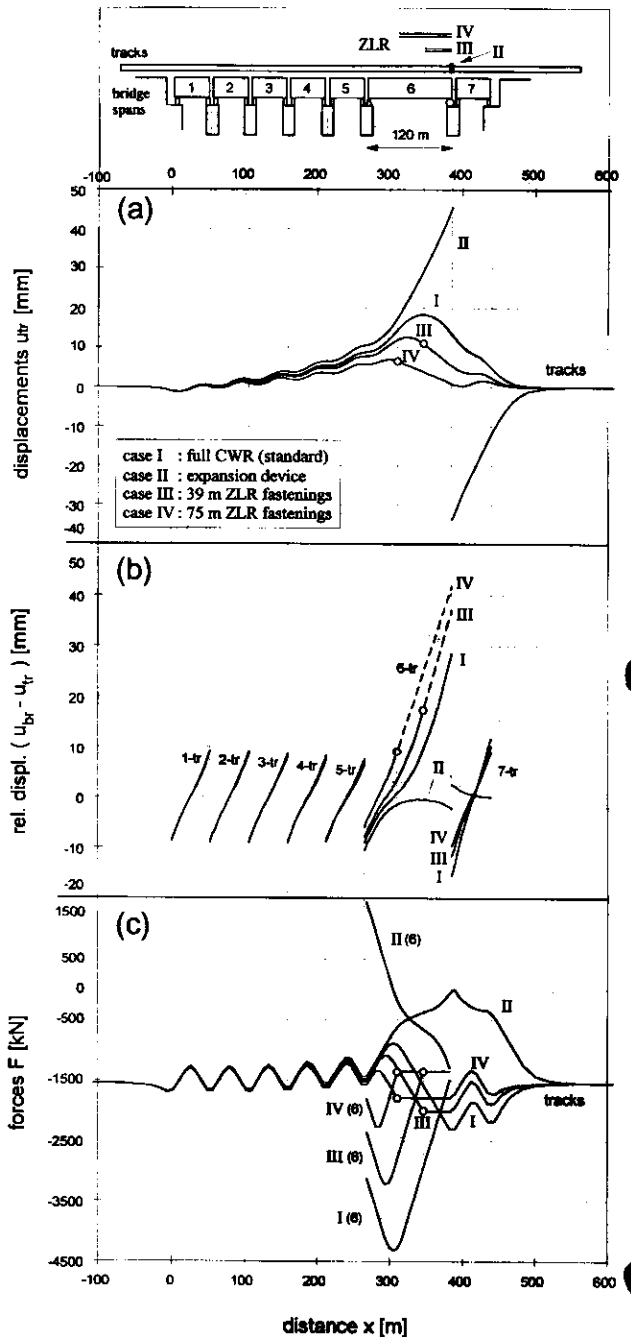 IV
ZLR III II
tracks
bridge spans
1 2 3 4 5 6 7
120 m
-100 0 100 200 300 400 500 600
(a)
displacements utr [mm]
50
40
30
20
10
0
-10
-20
-30
-40
II
I
III
IV
tracks
case I : full CWR (standard)
case II : expansion device
case III : 39 m ZLR fastenings
case IV : 75 m ZLR fastenings
(b)
rel. displ. ( ubr - utr ) [mm]
50
40
30
20
10
0
-10
-20
IV
III
I
6-tr
1-tr 2-tr 3-tr 4-tr 5-tr
II
7-tr
IV
III
I
(c)
forces F [kN]
1500
500
0
-500
-1500
-2500
-3500
-4500
II (6)
II
IV
IV (6)
III
I
tracks
III (6)
I (6)
-100 0 100 200 300 400 500 600
distance x [m]